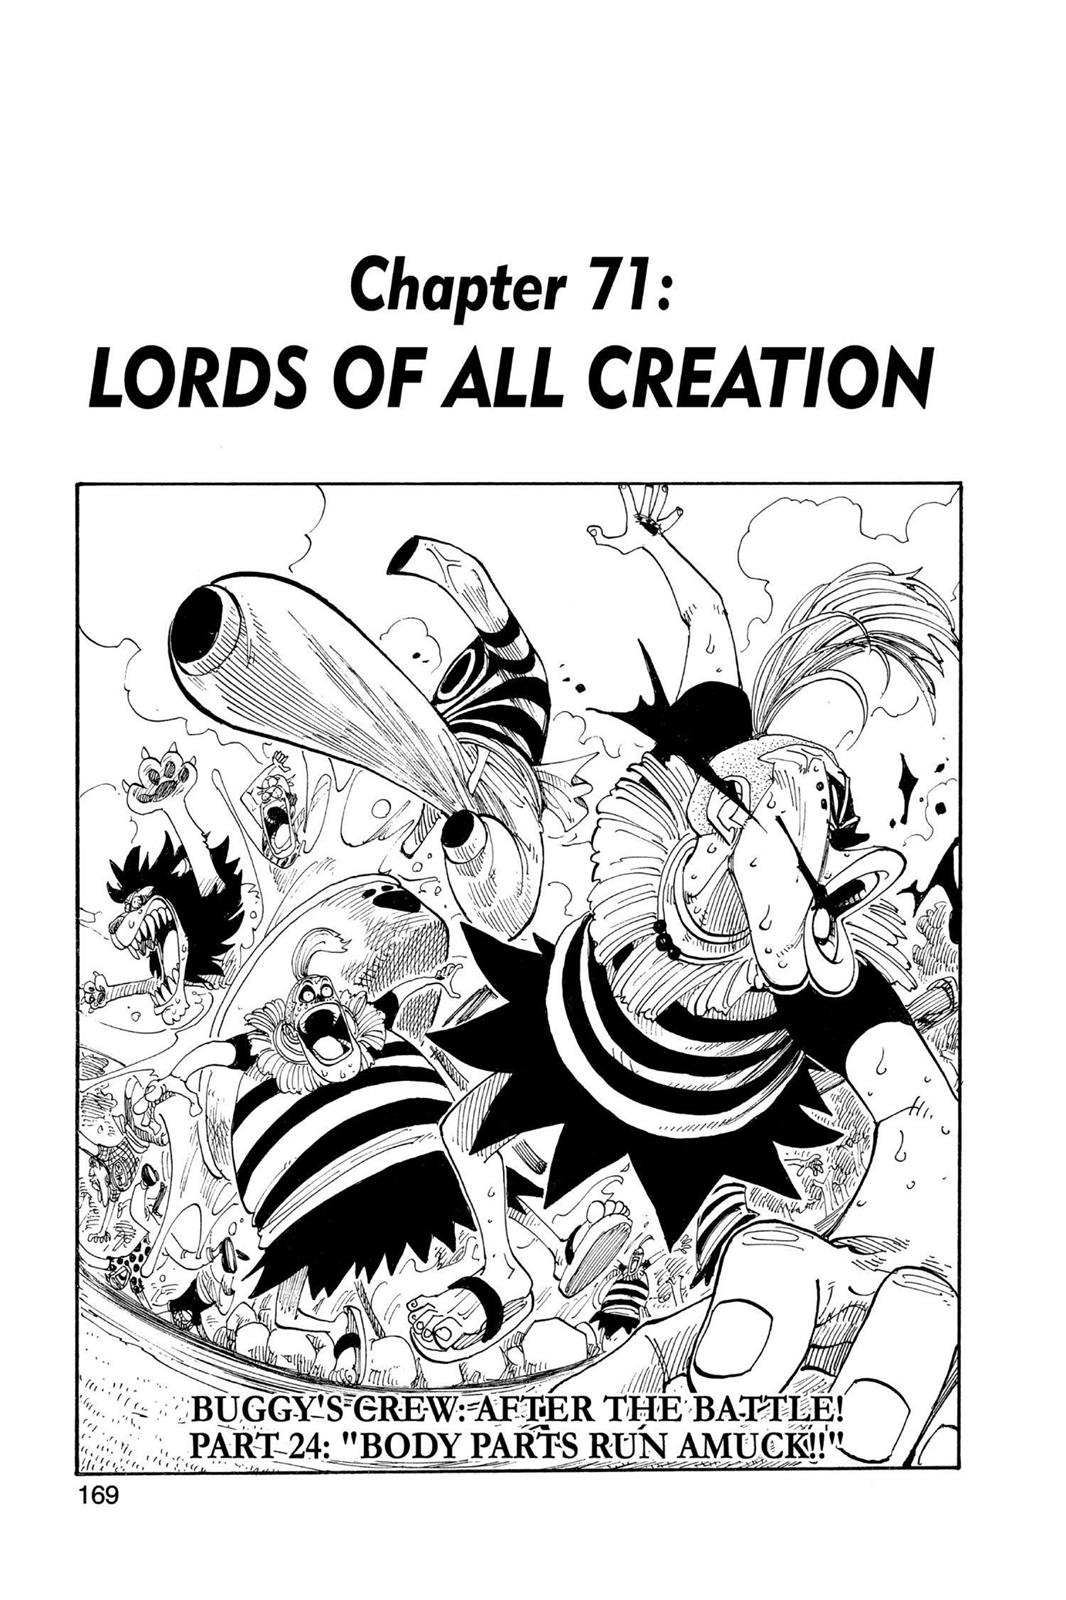 Chapter 71:
LORDS OF ALL CREATION
BUGGY'S CREW: AFTER THE BATTLE!
PART 24: "BODY PARTS RUN AMUCK!!"
169